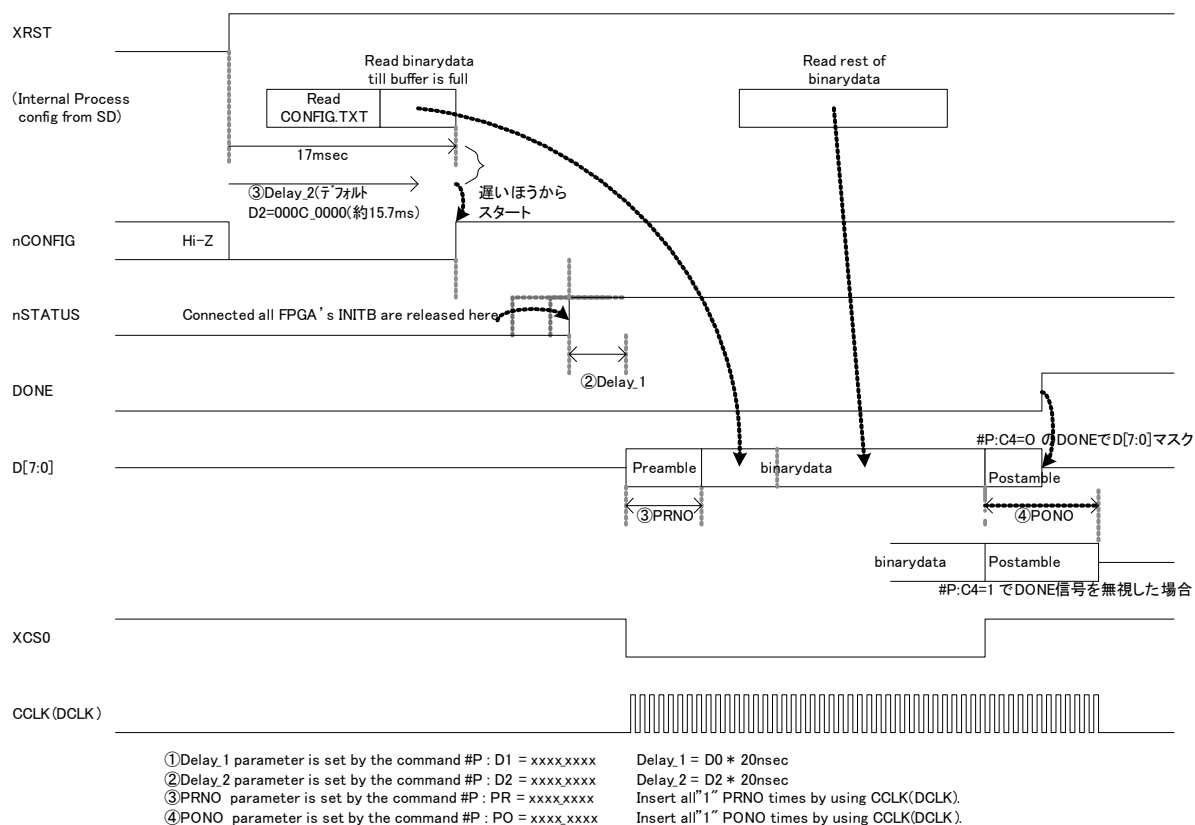 XRST
Read binarydata
till buffer is full
Read rest of
binarydata
(Internal Process
config from SD)
Read
CONFIG.TXT
17msec
③Delay_2(デフォルト
D2=000C_0000(約15.7ms)
遅いほうから
スタート
nCONFIG
Hi-Z
nSTATUS
Connected all FPGA's INITB are released here
②Delay_1
DONE
#P:C4=0 のDONEでD[7:0]マスク
D[7:0]
Preamble
binarydata
Postamble
③PRNO
④PONO
binarydata
Postamble
#P:C4=1 でDONE信号を無視した場合
XCS0
CCLK(DCLK)
①Delay_1 parameter is set by the command #P : D1 = xxxx_xxxx Delay_1 = D0 * 20nsec
②Delay_2 parameter is set by the command #P : D2 = xxxx_xxxx Delay_2 = D2 * 20nsec
③PRNO parameter is set by the command #P : PR = xxxx_xxxx Insert all"1" PRNO times by using CCLK(DCLK).
④PONO parameter is set by the command #P : PO = xxxx_xxxx Insert all"1" PONO times by using CCLK(DCLK).